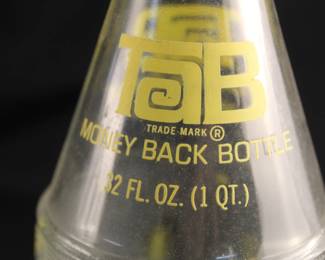 TaB
TRADE-MARK ®
MONEY BACK BOTTLE
32 FL. OZ. (1 QT.)